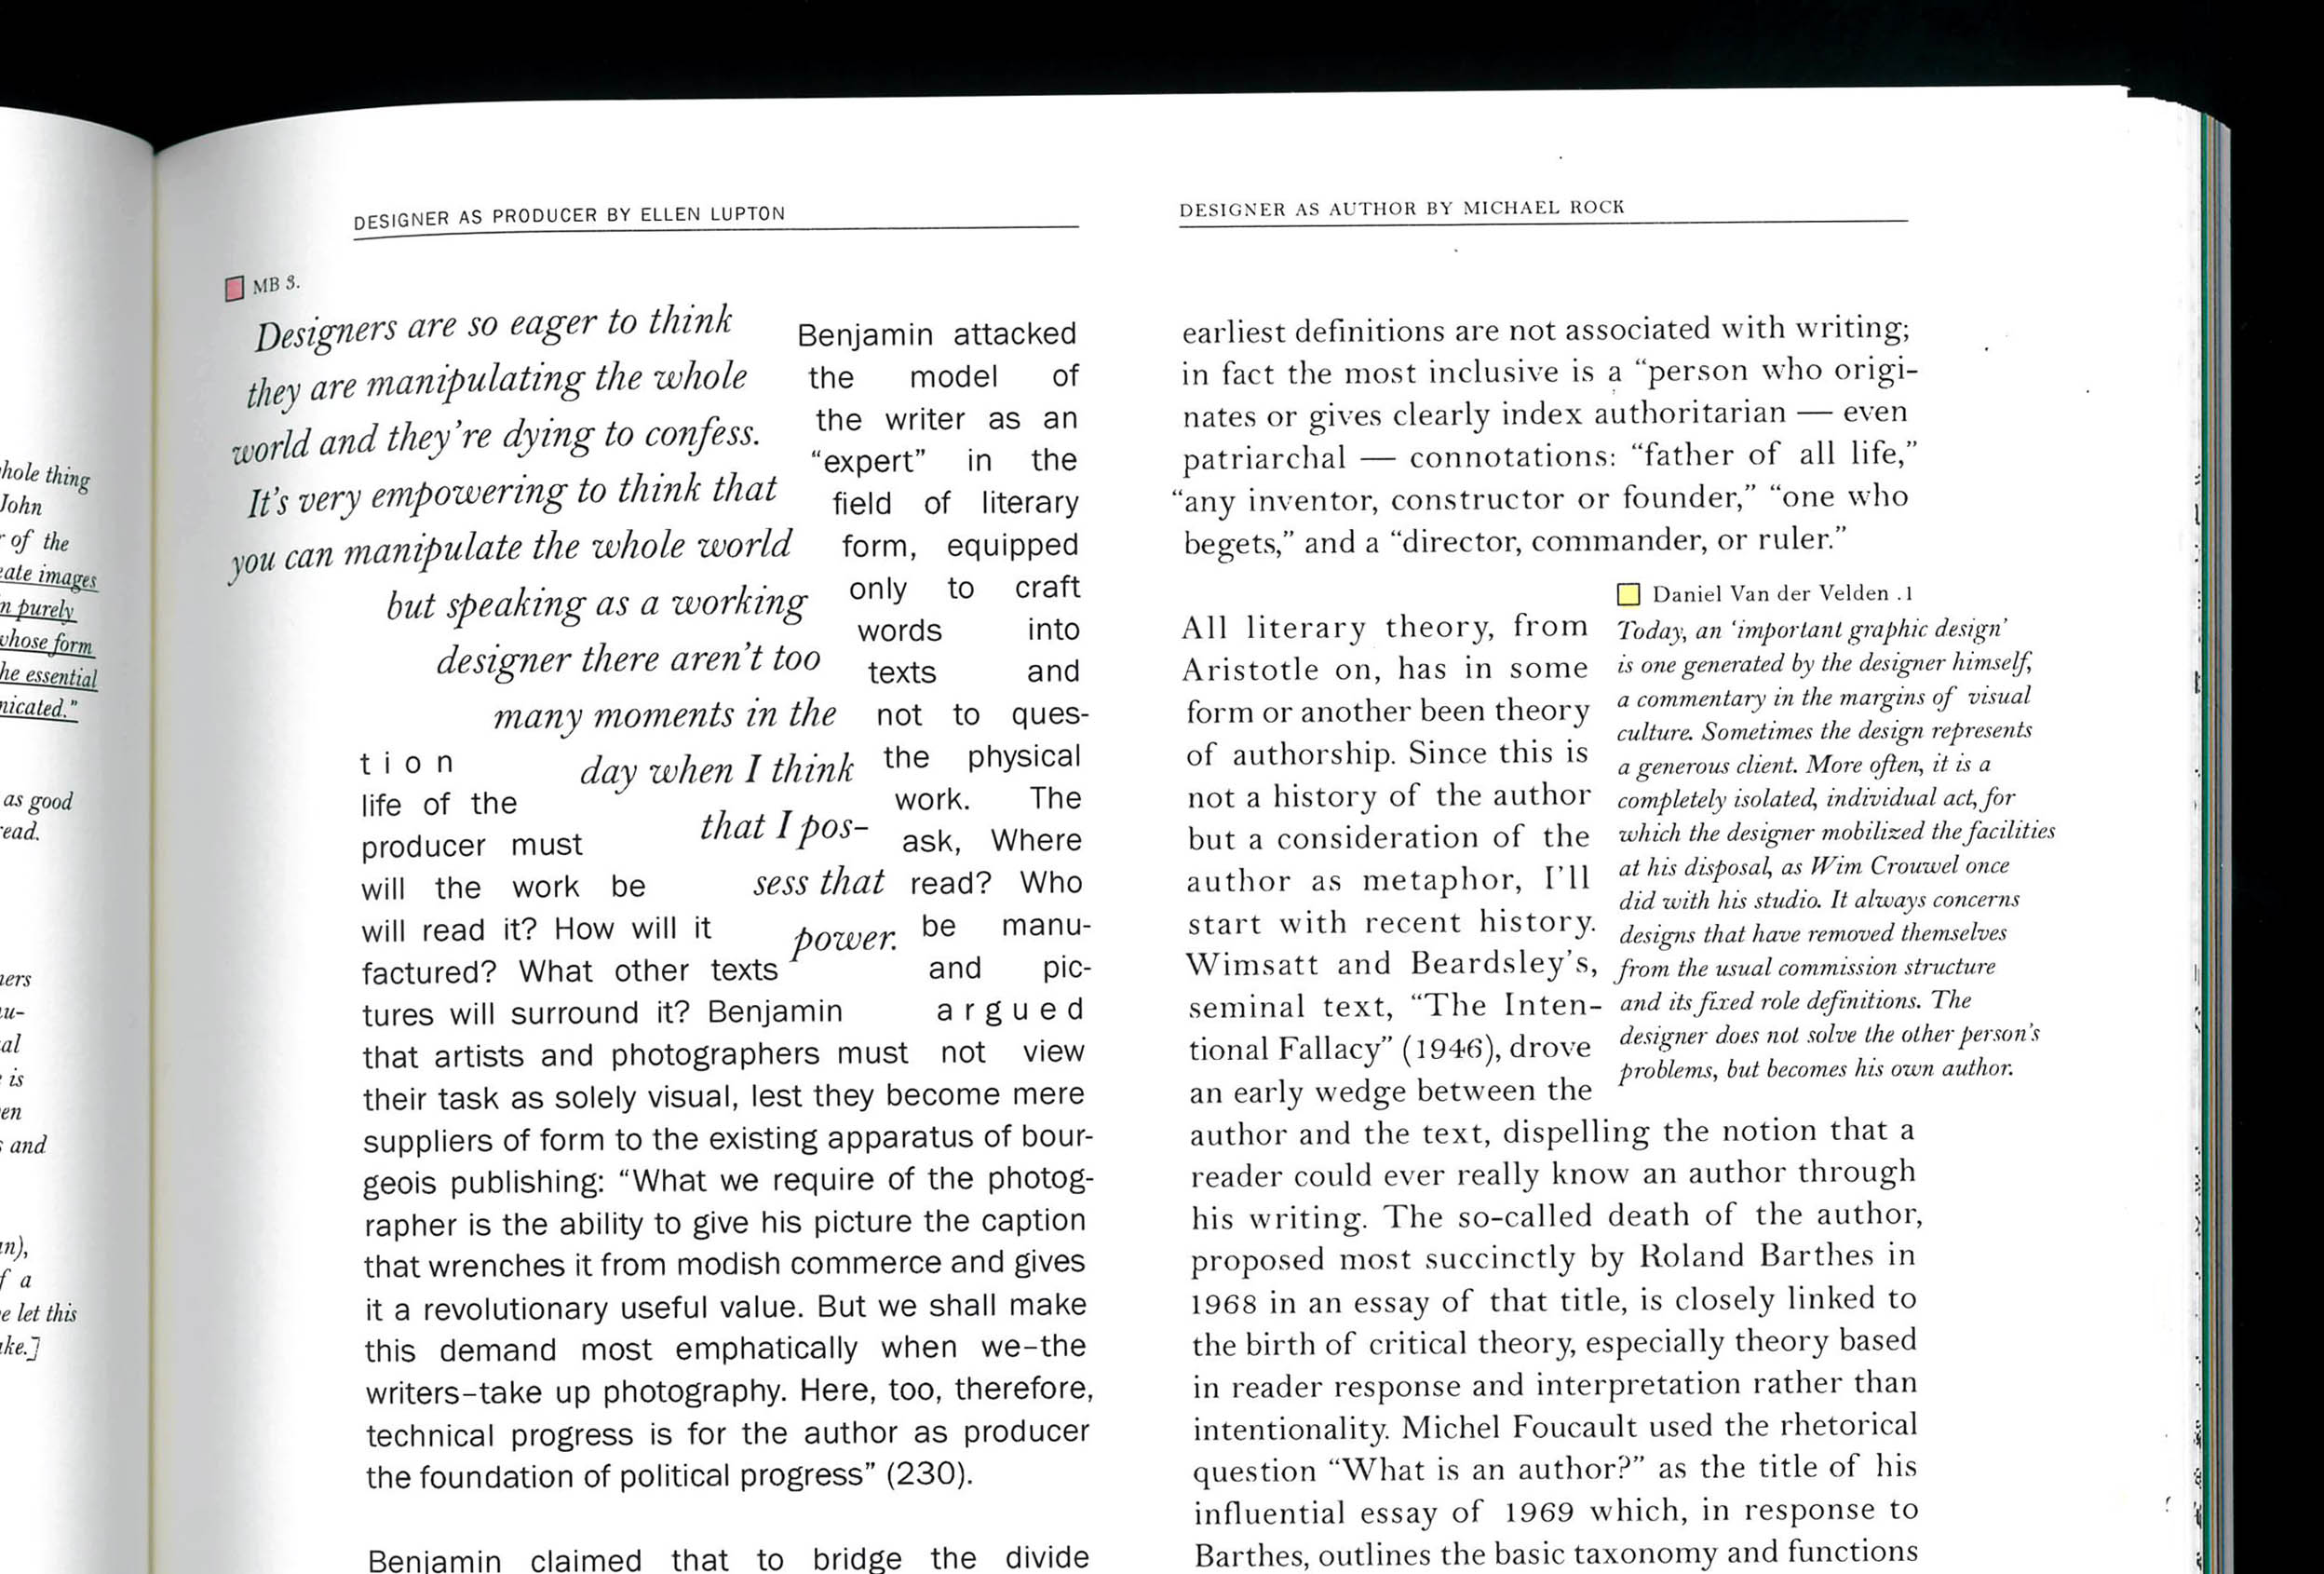 hole thing
John
of the
eate images
n purely
whose form
he essential
nicated."
as good
read.
ners
u-
al
is
en
and
n),
f a
e let this
ake.]
DESIGNER AS PRODUCER BY ELLEN LUPTON
MB 3.
Designers are so eager to think
they are manipulating the whole
world and they're dying to confess.
It's very empowering to think that
you can manipulate the whole world
but speaking as a working
designer there aren't too
many moments in the
day when I think
that I pos-
sess that
power.
Benjamin attacked
the model of
the writer as an
“expert” in the
field of literary
form, equipped
only to craft
words into
texts and
not to ques-
tion the physical
life of the work. The
producer must ask, Where
will the work be read? Who
will read it? How will it be manu-
factured? What other texts and pic-
tures will surround it? Benjamin argued
that artists and photographers must not view
their task as solely visual, lest they become mere
suppliers of form to the existing apparatus of bour-
geois publishing: “What we require of the photog-
rapher is the ability to give his picture the caption
that wrenches it from modish commerce and gives
it a revolutionary useful value. But we shall make
this demand most emphatically when we–the
writers–take up photography. Here, too, therefore,
technical progress is for the author as producer
the foundation of political progress” (230).
Benjamin claimed that to bridge the divide
DESIGNER AS AUTHOR BY MICHAEL ROCK
earliest definitions are not associated with writing;
in fact the most inclusive is a “person who origi-
nates or gives clearly index authoritarian — even
patriarchal — connotations: “father of all life,”
“any inventor, constructor or founder,” “one who
begets,” and a “director, commander, or ruler.”
All literary theory, from
Aristotle on, has in some
form or another been theory
of authorship. Since this is
not a history of the author
but a consideration of the
author as metaphor, I’ll
start with recent history.
Wimsatt and Beardsley’s,
seminal text, “The Inten-
tional Fallacy” (1946), drove
an early wedge between the
author and the text, dispelling the notion that a
reader could ever really know an author through
his writing. The so-called death of the author,
proposed most succinctly by Roland Barthes in
1968 in an essay of that title, is closely linked to
the birth of critical theory, especially theory based
in reader response and interpretation rather than
intentionality. Michel Foucault used the rhetorical
question “What is an author?” as the title of his
influential essay of 1969 which, in response to
Barthes, outlines the basic taxonomy and functions
Daniel Van der Velden .1
Today, an ‘important graphic design’
is one generated by the designer himself,
a commentary in the margins of visual
culture. Sometimes the design represents
a generous client. More often, it is a
completely isolated, individual act, for
which the designer mobilized the facilities
at his disposal, as Wim Crouwel once
did with his studio. It always concerns
designs that have removed themselves
from the usual commission structure
and its fixed role definitions. The
designer does not solve the other person’s
problems, but becomes his own author.